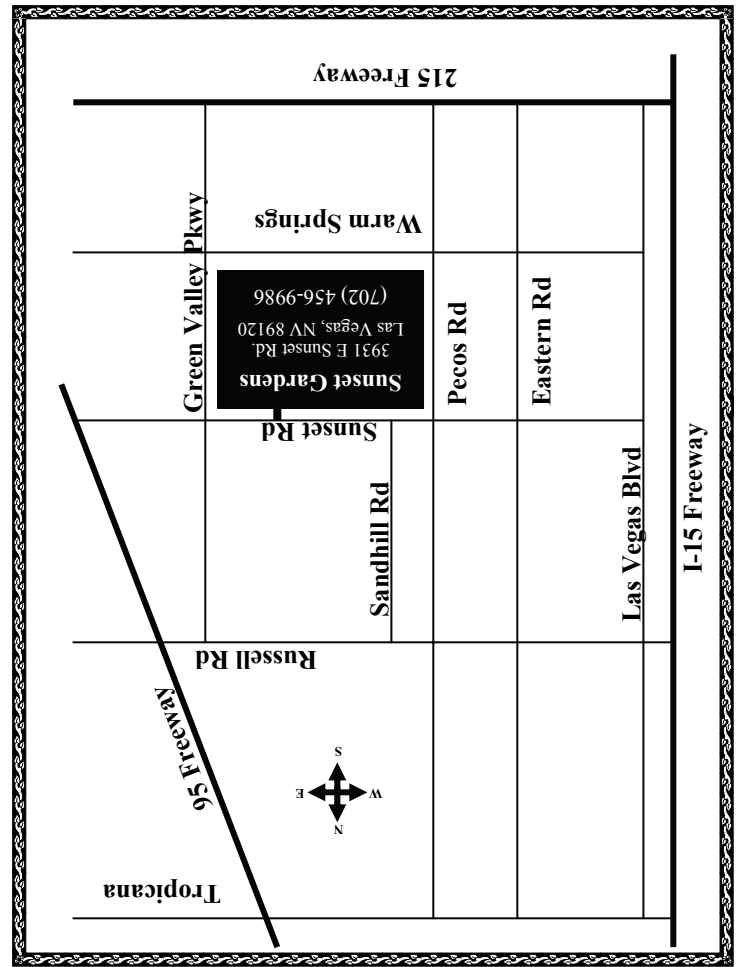 Tropicana
95 Freeway
N
W
E
S
Russell Rd
I-15 Freeway
Las Vegas Blvd
Sandhill Rd
Sunset Rd
Eastern Rd
Pecos Rd
Sunset Gardens
3931 E Sunset Rd.
Las Vegas, NV 89120
(702) 456-9986
Green Valley Pkwy
Warm Springs
215 Freeway